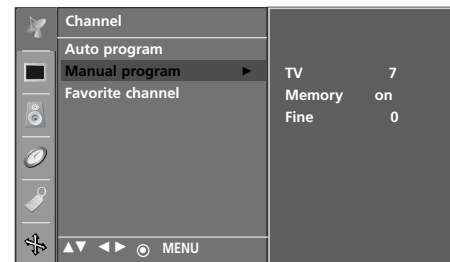 Channel
Auto program
Manual program ►
Favorite channel
TV 7
Memory on
Fine 0
▲▼ ◄► ◉ MENU